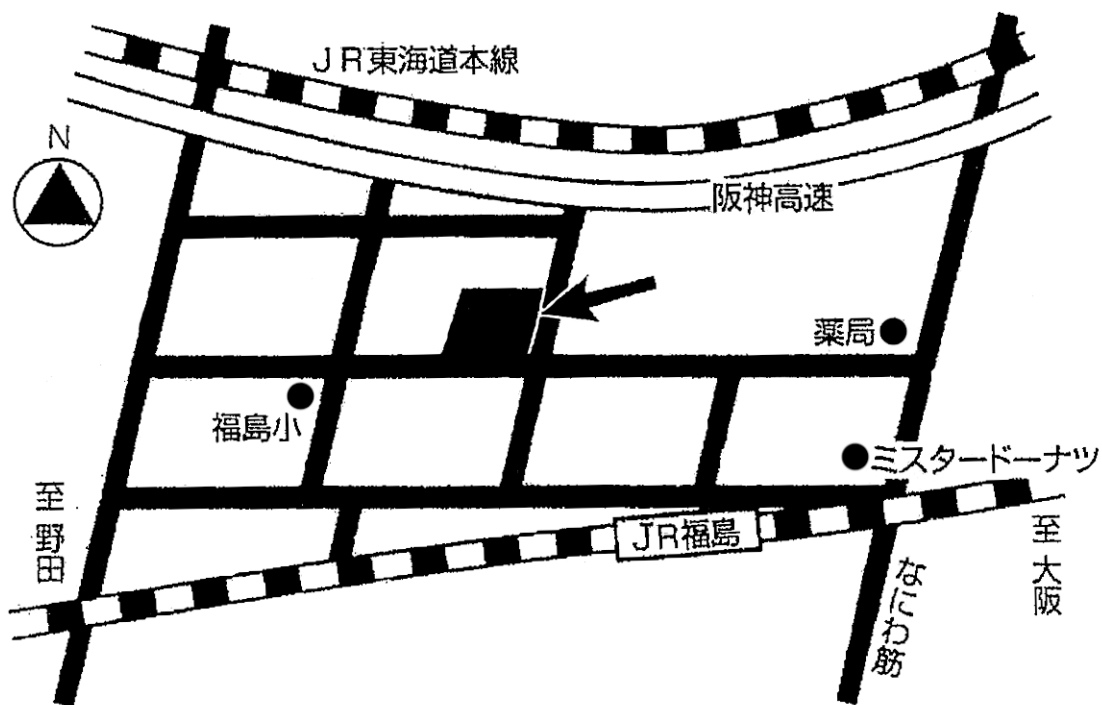 JR東海道本線
N
阪神高速
薬局
福島小
ミスタードーナツ
至野田
JR福島
至大阪
なにわ筋